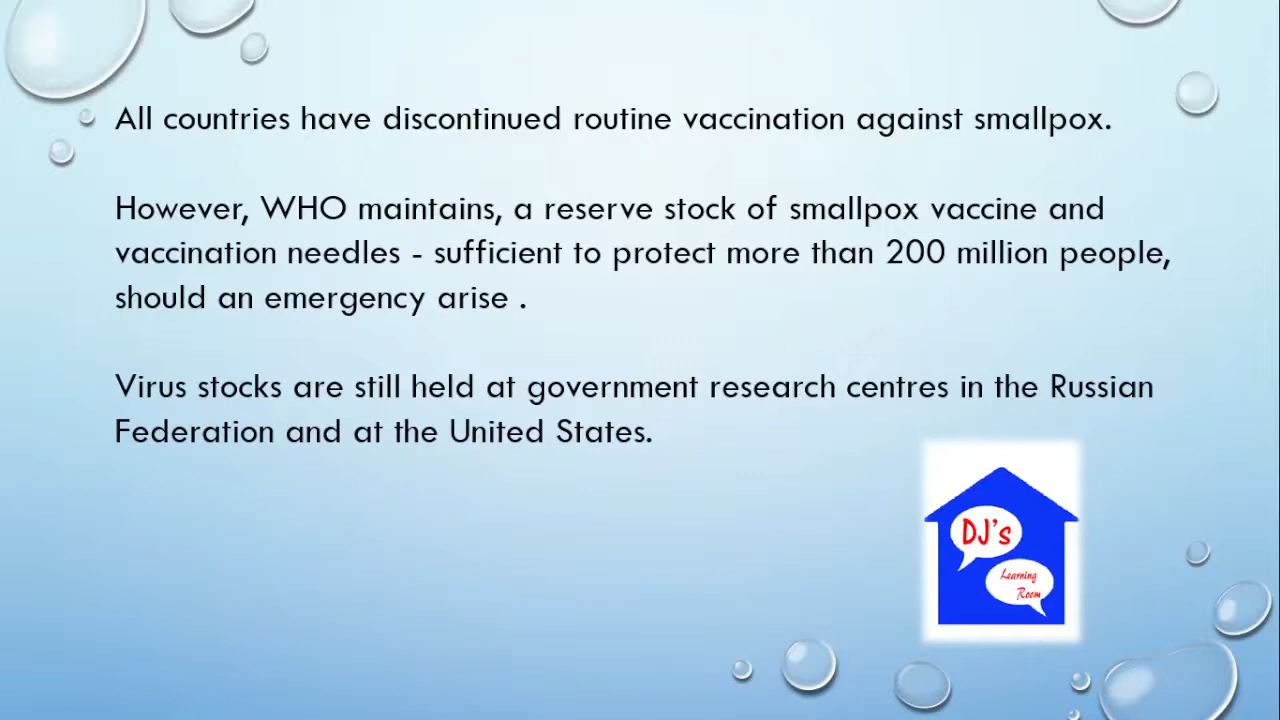 All countries have discontinued routine vaccination against smallpox.
However, WHO maintains, a reserve stock of smallpox vaccine and
vaccination needles - sufficient to protect more than 200 million people,
should an emergency arise .
Virus stocks are still held at government research centres in the Russian
Federation and at the United States.
DJ's
Learning
Room